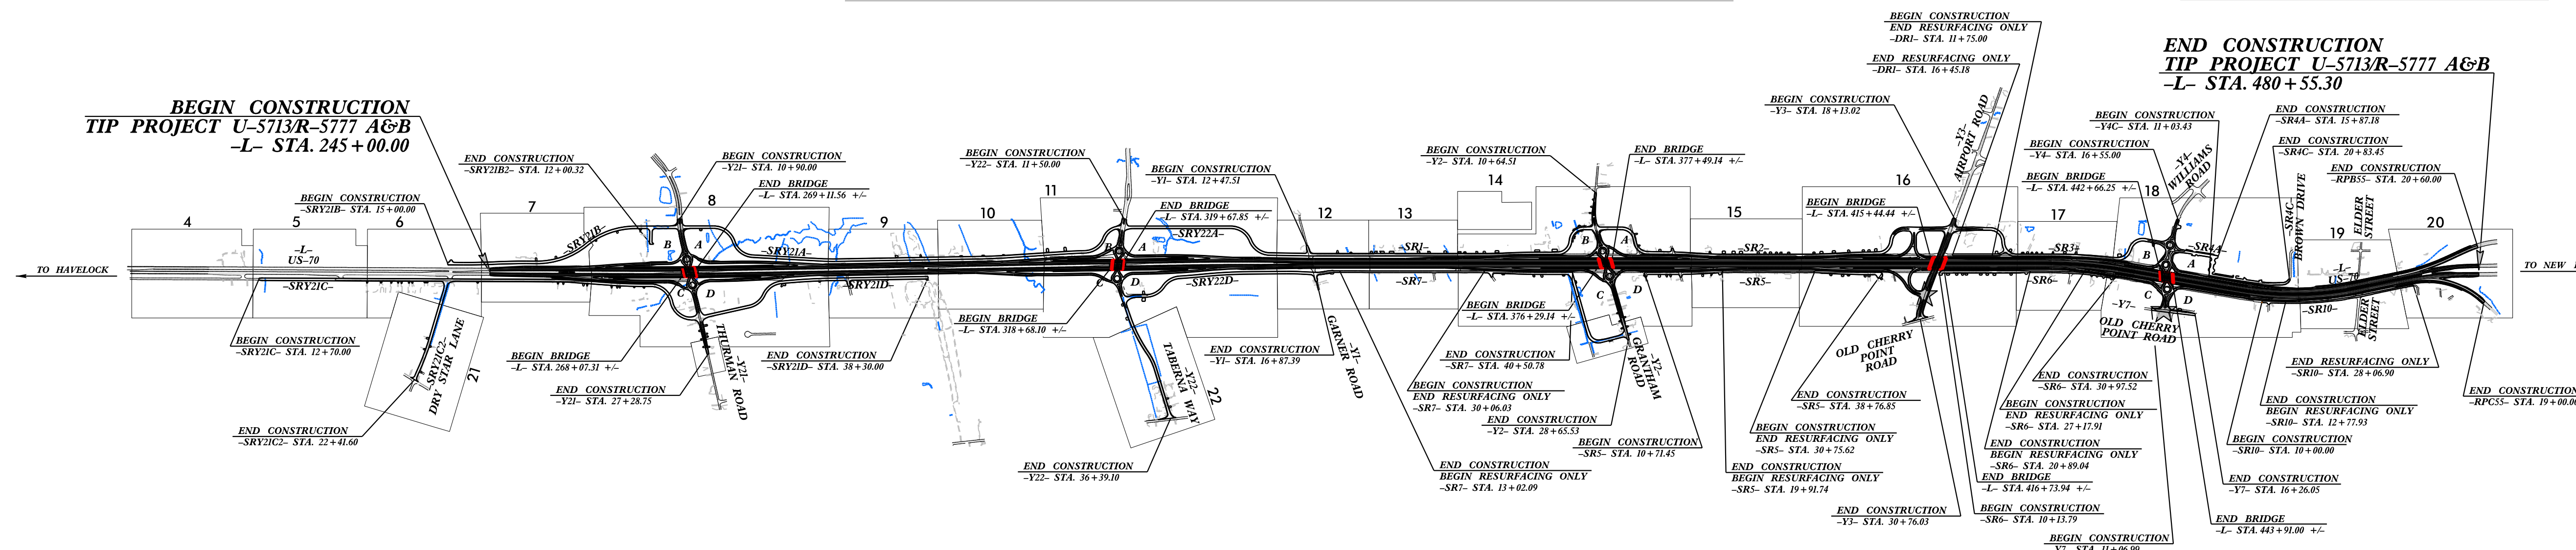 BEGIN CONSTRUCTION
TIP PROJECT U-5713/R-5777 A&B
-L- STA. 245+00.00
END CONSTRUCTION
TIP PROJECT U-5713/R-5777 A&B
-L- STA. 480+55.30
BEGIN CONSTRUCTION
END RESURFACING ONLY
-DR1- STA. 11+75.00
END RESURFACING ONLY
-DR1- STA. 16+45.18
BEGIN CONSTRUCTION
-Y3- STA. 18+13.02
BEGIN CONSTRUCTION
-Y4C- STA. 11+03.43
END CONSTRUCTION
-SR4A- STA. 15+87.18
BEGIN CONSTRUCTION
-Y4- STA. 16+55.00
END CONSTRUCTION
-SR4C- STA. 20+83.45
END CONSTRUCTION
-RPB55- STA. 20+60.00
BEGIN BRIDGE
-L- STA. 442+66.25 +/-
BEGIN BRIDGE
-L- STA. 415+44.44 +/-
END CONSTRUCTION
-SRY21B2- STA. 12+00.32
BEGIN CONSTRUCTION
-Y21- STA. 10+90.00
END BRIDGE
-L- STA. 269+11.56 +/-
BEGIN CONSTRUCTION
-SRY21B- STA. 15+00.00
BEGIN CONSTRUCTION
-Y22- STA. 11+50.00
BEGIN CONSTRUCTION
-Y1- STA. 12+47.51
END BRIDGE
-L- STA. 319+67.85 +/-
BEGIN CONSTRUCTION
-Y2- STA. 10+64.51
END BRIDGE
-L- STA. 377+49.14 +/-
4
5
6
7
8
9
10
11
12
13
14
15
16
17
18
19
20
21
22
TO HAVELOCK
-L-
US-70
-SRY21C-
-SRY21B-
B
A
C
D
-SRY21A-
-SRY21D-
B
A
C
D
-SRY22A-
-SRY22D-
-SR1-
-SR7-
B
A
C
D
-SR2-
-SR5-
-Y3-
AIRPORT ROAD
-SR3-
-SR6-
-Y4-
WILLIAMS
ROAD
B
A
C
D
-SR4A-
-Y7-
OLD CHERRY
POINT ROAD
-SR4C-
BROWN DRIVE
ELDER
STREET
-L-
US-70
-SR10-
ELDER
STREET
OLD CHERRY
POINT
ROAD
-SRY21C2-
DRY STAR LANE
-Y21-
THURMAN ROAD
-Y22-
TABERNA WAY
-Y1-
GARNER ROAD
-Y2-
GRANTHAM
ROAD
BEGIN CONSTRUCTION
-SRY21C- STA. 12+70.00
END CONSTRUCTION
-SRY21C2- STA. 22+41.60
BEGIN BRIDGE
-L- STA. 268+07.31 +/-
END CONSTRUCTION
-Y21- STA. 27+28.75
END CONSTRUCTION
-SRY21D- STA. 38+30.00
BEGIN BRIDGE
-L- STA. 318+68.10 +/-
END CONSTRUCTION
-Y22- STA. 36+39.10
END CONSTRUCTION
-Y1- STA. 16+87.39
BEGIN BRIDGE
-L- STA. 376+29.14 +/-
END CONSTRUCTION
-SR7- STA. 40+50.78
BEGIN CONSTRUCTION
END RESURFACING ONLY
-SR7- STA. 30+06.03
END CONSTRUCTION
-Y2- STA. 28+65.53
BEGIN CONSTRUCTION
-SR5- STA. 10+71.45
END CONSTRUCTION
BEGIN RESURFACING ONLY
-SR7- STA. 13+02.09
END CONSTRUCTION
BEGIN RESURFACING ONLY
-SR5- STA. 19+91.74
END CONSTRUCTION
-SR5- STA. 38+76.85
BEGIN CONSTRUCTION
END RESURFACING ONLY
-SR5- STA. 30+75.62
END CONSTRUCTION
-Y3- STA. 30+76.03
END CONSTRUCTION
-SR6- STA. 30+97.52
BEGIN CONSTRUCTION
END RESURFACING ONLY
-SR6- STA. 27+17.91
END CONSTRUCTION
BEGIN RESURFACING ONLY
-SR6- STA. 20+89.04
END BRIDGE
-L- STA. 416+73.94 +/-
BEGIN CONSTRUCTION
-SR6- STA. 10+13.79
BEGIN CONSTRUCTION
END RESURFACING ONLY
-SR10- STA. 28+06.90
END CONSTRUCTION
BEGIN RESURFACING ONLY
-SR10- STA. 12+77.93
BEGIN CONSTRUCTION
-SR10- STA. 10+00.00
END CONSTRUCTION
-Y7- STA. 16+26.05
END BRIDGE
-L- STA. 443+91.00 +/-
END CONSTRUCTION
-RPC55- STA. 19+00.00
TO NEW